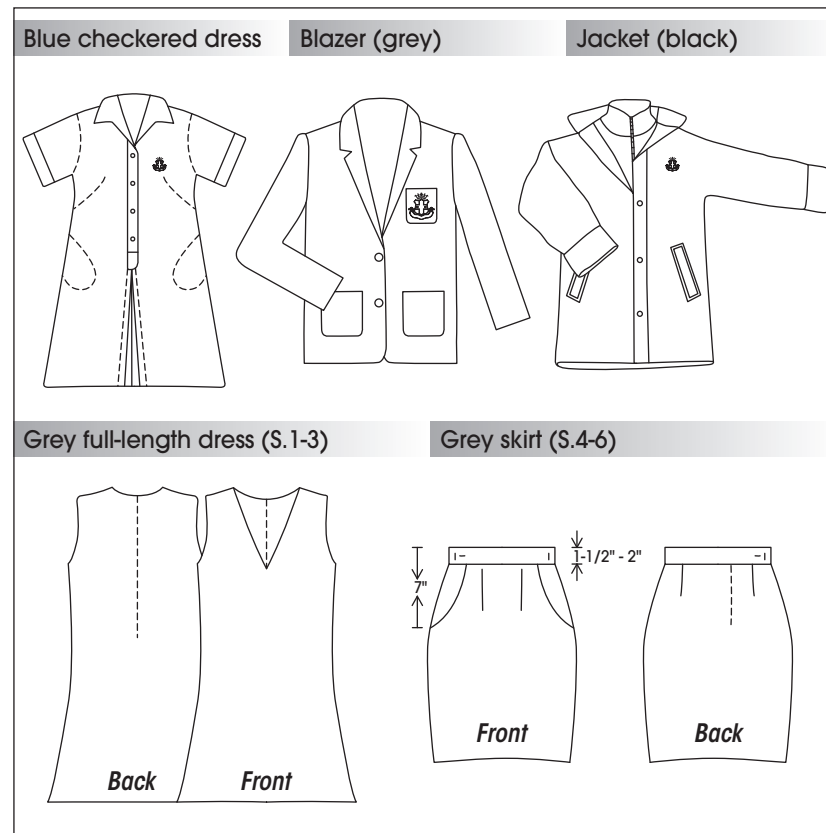 Blue checkered dress
Blazer (grey)
Jacket (black)
Grey full-length dress (S.1-3)
Grey skirt (S.4-6)
1-1/2" - 2"
7"
Back
Front
Front
Back